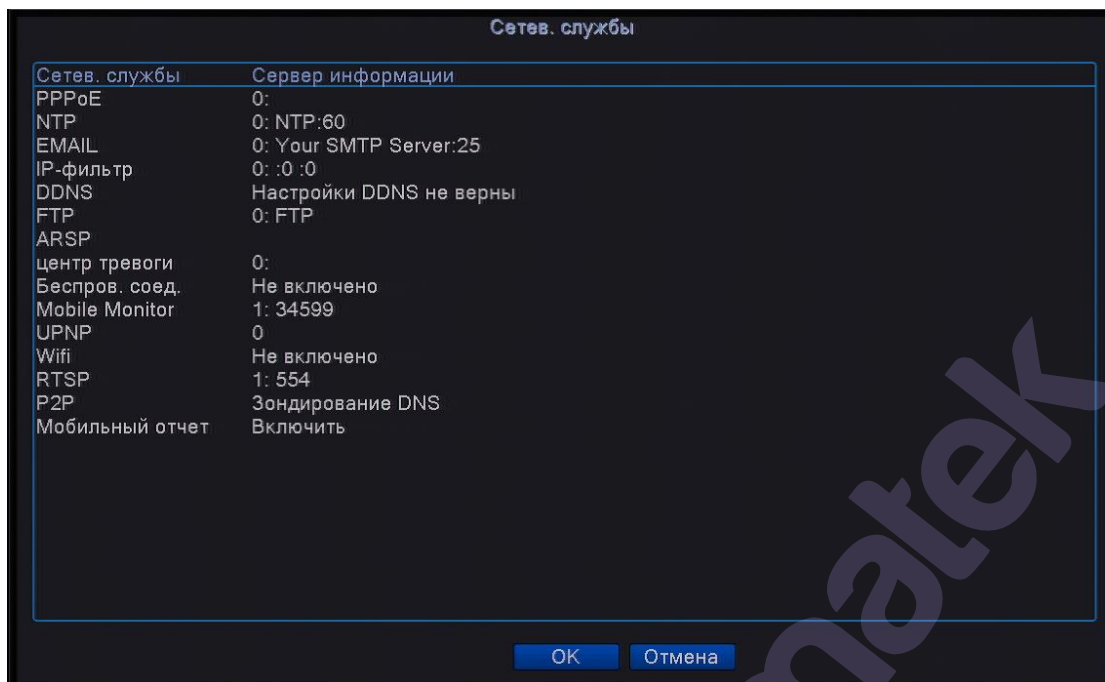 Сетев. службы
Сетев. службы Сервер информации
PPPoE 0:
NTP 0: NTP:60
EMAIL 0: Your SMTP Server:25
IP-фильтр 0: :0 :0
DDNS Настройки DDNS не верны
FTP 0: FTP
ARSP
центр тревоги 0:
Беспров. соед. Не включено
Mobile Monitor 1: 34599
UPNP 0
Wifi Не включено
RTSP 1: 554
P2P Зондирование DNS
Мобильный отчет Включить
OK Отмена
matek